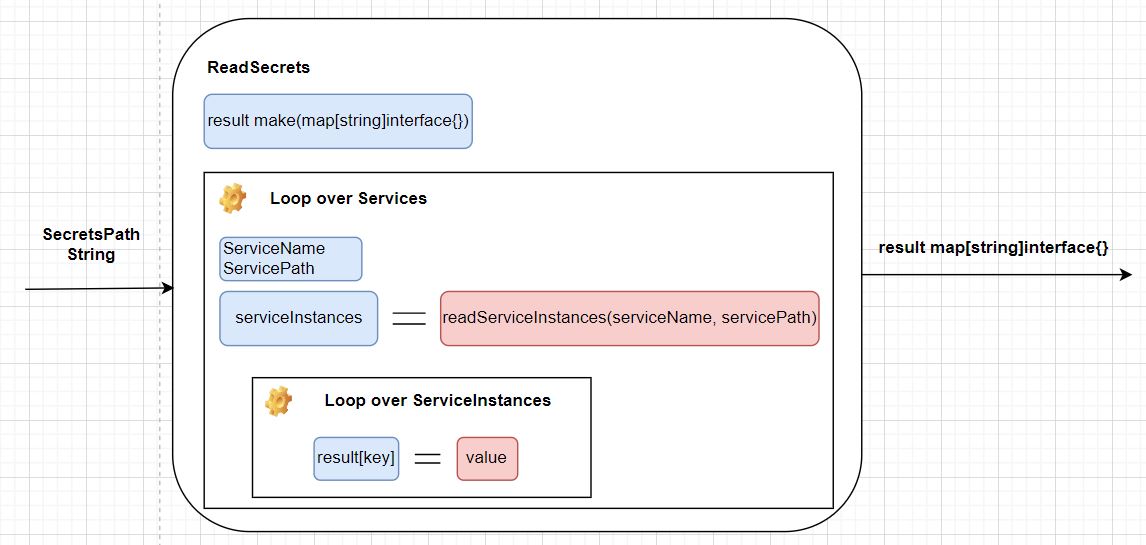 ReadSecrets
result make(map[string]interface{})
Loop over Services
SecretsPath
String
ServiceName
ServicePath
result map[string]interface{}
serviceInstances
readServiceInstances(serviceName, servicePath)
Loop over ServiceInstances
result[key]
value